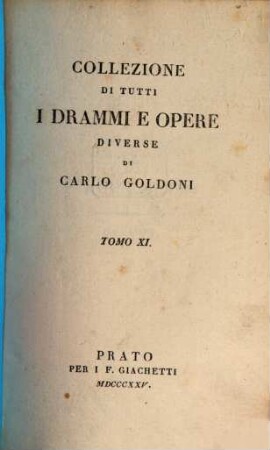 COLLEZIONE
DI TUTTI
I DRAMMI E OPERE
DIVERSE
DI
CARLO GOLDONI
TOMO XI.
PRATO
PER I F. GIACHETTI
MDCCCXXV.